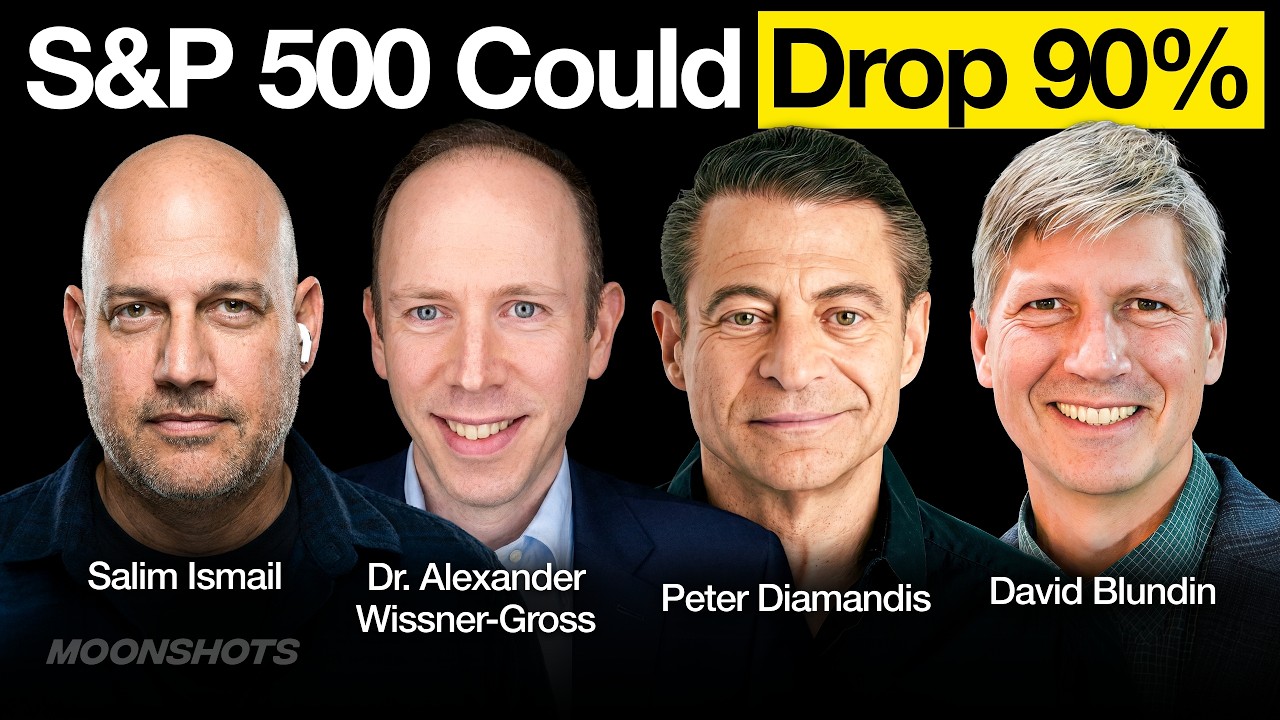 S&P 500 Could Drop 90%
Salim Ismail
Dr. Alexander
Wissner-Gross
Peter Diamandis
David Blundin
MOONSHOTS